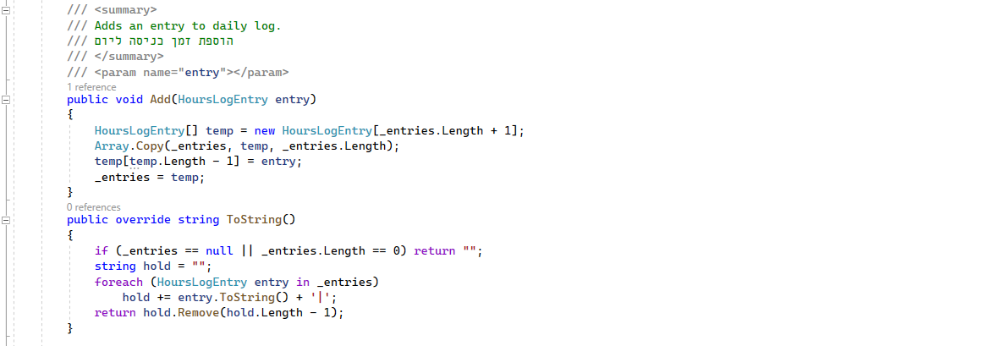 /// <summary>
/// Adds an entry to daily log.
/// הוספת זמן כניסה ליום
/// </summary>
/// <param name="entry"></param>
1 reference
public void Add(HoursLogEntry entry)
{
HoursLogEntry[] temp = new HoursLogEntry[_entries.Length + 1];
Array.Copy(_entries, temp, _entries.Length);
temp[temp.Length - 1] = entry;
_entries = temp;
}
0 references
public override string ToString()
{
if (_entries == null || _entries.Length == 0) return "";
string hold = "";
foreach (HoursLogEntry entry in _entries)
hold += entry.ToString() + '|';
return hold.Remove(hold.Length - 1);
}